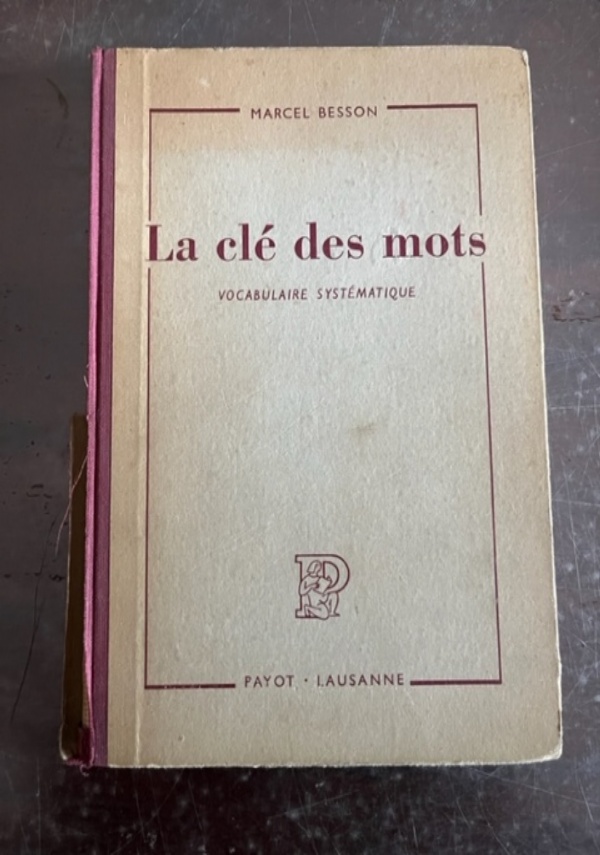 MARCEL BESSON
La clé des mots
VOCABULAIRE SYSTÉMATIQUE
P
PAYOT · LAUSANNE